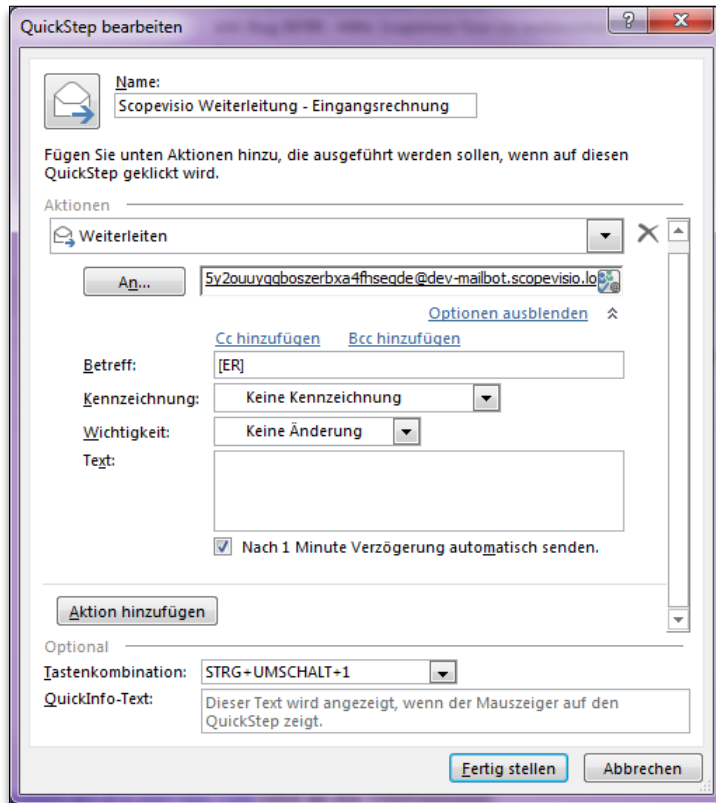 QuickStep bearbeiten
Name:
Scopevisio Weiterleitung - Eingangsrechnung
Fügen Sie unten Aktionen hinzu, die ausgeführt werden sollen, wenn auf diesen
QuickStep geklickt wird.
Aktionen
Weiterleiten
An...
5y2ouuyqqboszerbxa4fhseqde@dev-mailbot.scopevisio.lo
Optionen ausblenden
Cc hinzufügen Bcc hinzufügen
Betreff: [ER]
Kennzeichnung: Keine Kennzeichnung
Wichtigkeit: Keine Änderung
Text:
Nach 1 Minute Verzögerung automatisch senden.
Aktion hinzufügen
Optional
Tastenkombination: STRG+UMSCHALT+1
QuickInfo-Text: Dieser Text wird angezeigt, wenn der Mauszeiger auf den
QuickStep zeigt.
Fertig stellen Abbrechen